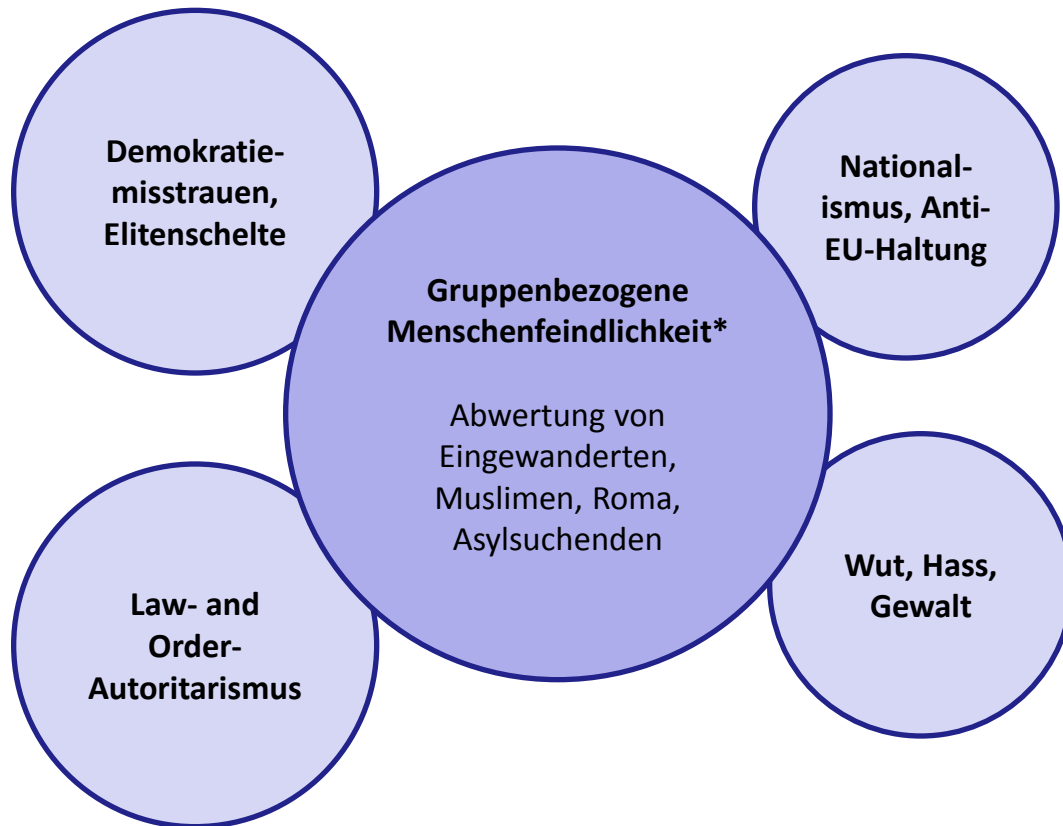 Demokratie-
misstrauen,
Elitenschelte
National-
ismus, Anti-
EU-Haltung
Gruppenbezogene
Menschenfeindlichkeit*
Abwertung von
Eingewanderten,
Muslimen, Roma,
Asylsuchenden
Law- and
Order-
Autoritarismus
Wut, Hass,
Gewalt